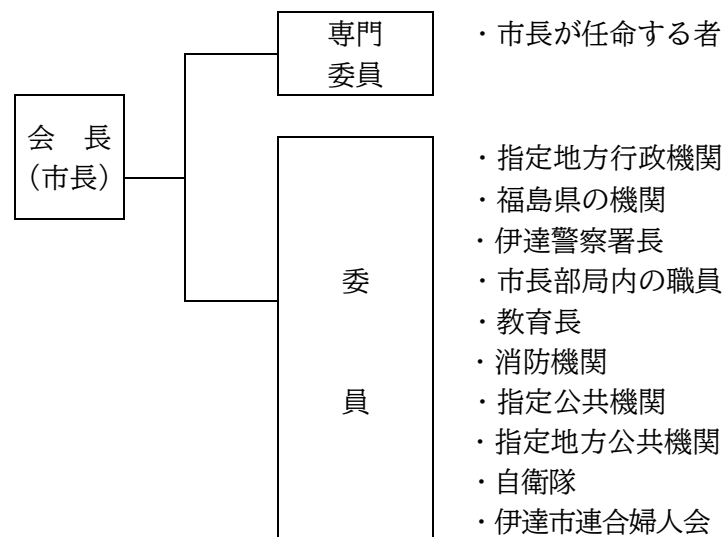 会　長
（市長）
専門
委員
・市長が任命する者
委
員
・指定地方行政機関
・福島県の機関
・伊達警察署長
・市長部局内の職員
・教育長
・消防機関
・指定公共機関
・指定地方公共機関
・自衛隊
・伊達市連合婦人会